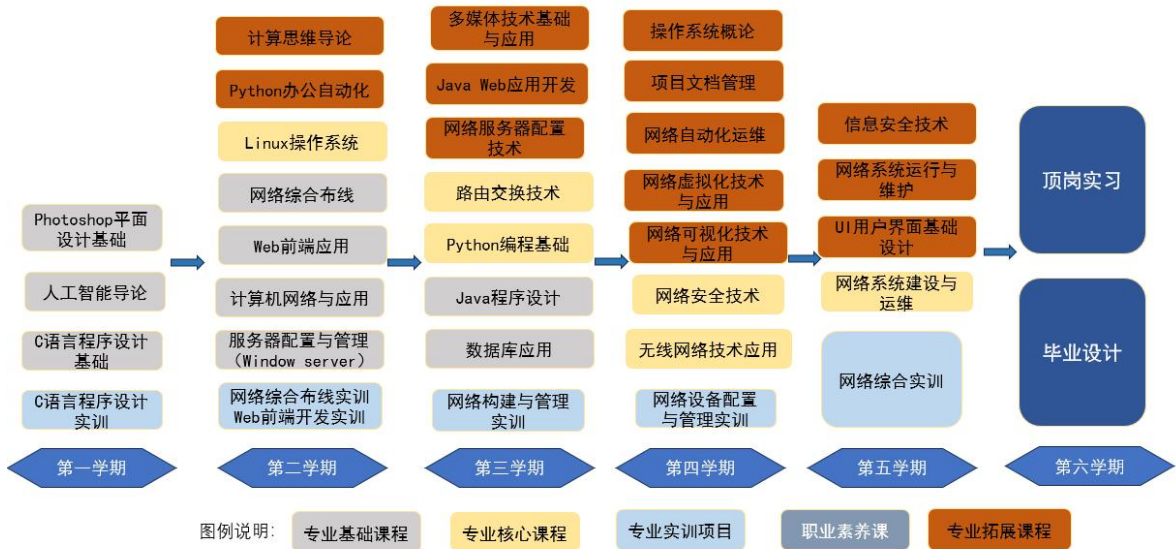 Photoshop平面
设计基础
人工智能导论
C语言程序设计
基础
C语言程序设计
实训
第一学期
计算思维导论
Python办公自动化
Linux操作系统
网络综合布线
Web前端应用
计算机网络与应用
服务器配置与管理
（Window server）
网络综合布线实训
Web前端开发实训
第二学期
多媒体技术基础
与应用
Java Web应用开发
网络服务器配置
技术
路由交换技术
Python编程基础
Java程序设计
数据库应用
网络构建与管理
实训
第三学期
操作系统概论
项目文档管理
网络自动化运维
网络虚拟化技术
与应用
网络可视化技术
与应用
网络安全技术
无线网络技术应用
网络设备配置
与管理实训
第四学期
信息安全技术
网络系统运行与
维护
UI用户界面基础
设计
网络系统建设与
运维
网络综合实训
第五学期
顶岗实习
毕业设计
第六学期
图例说明:
专业基础课程
专业核心课程
专业实训项目
职业素养课
专业拓展课程